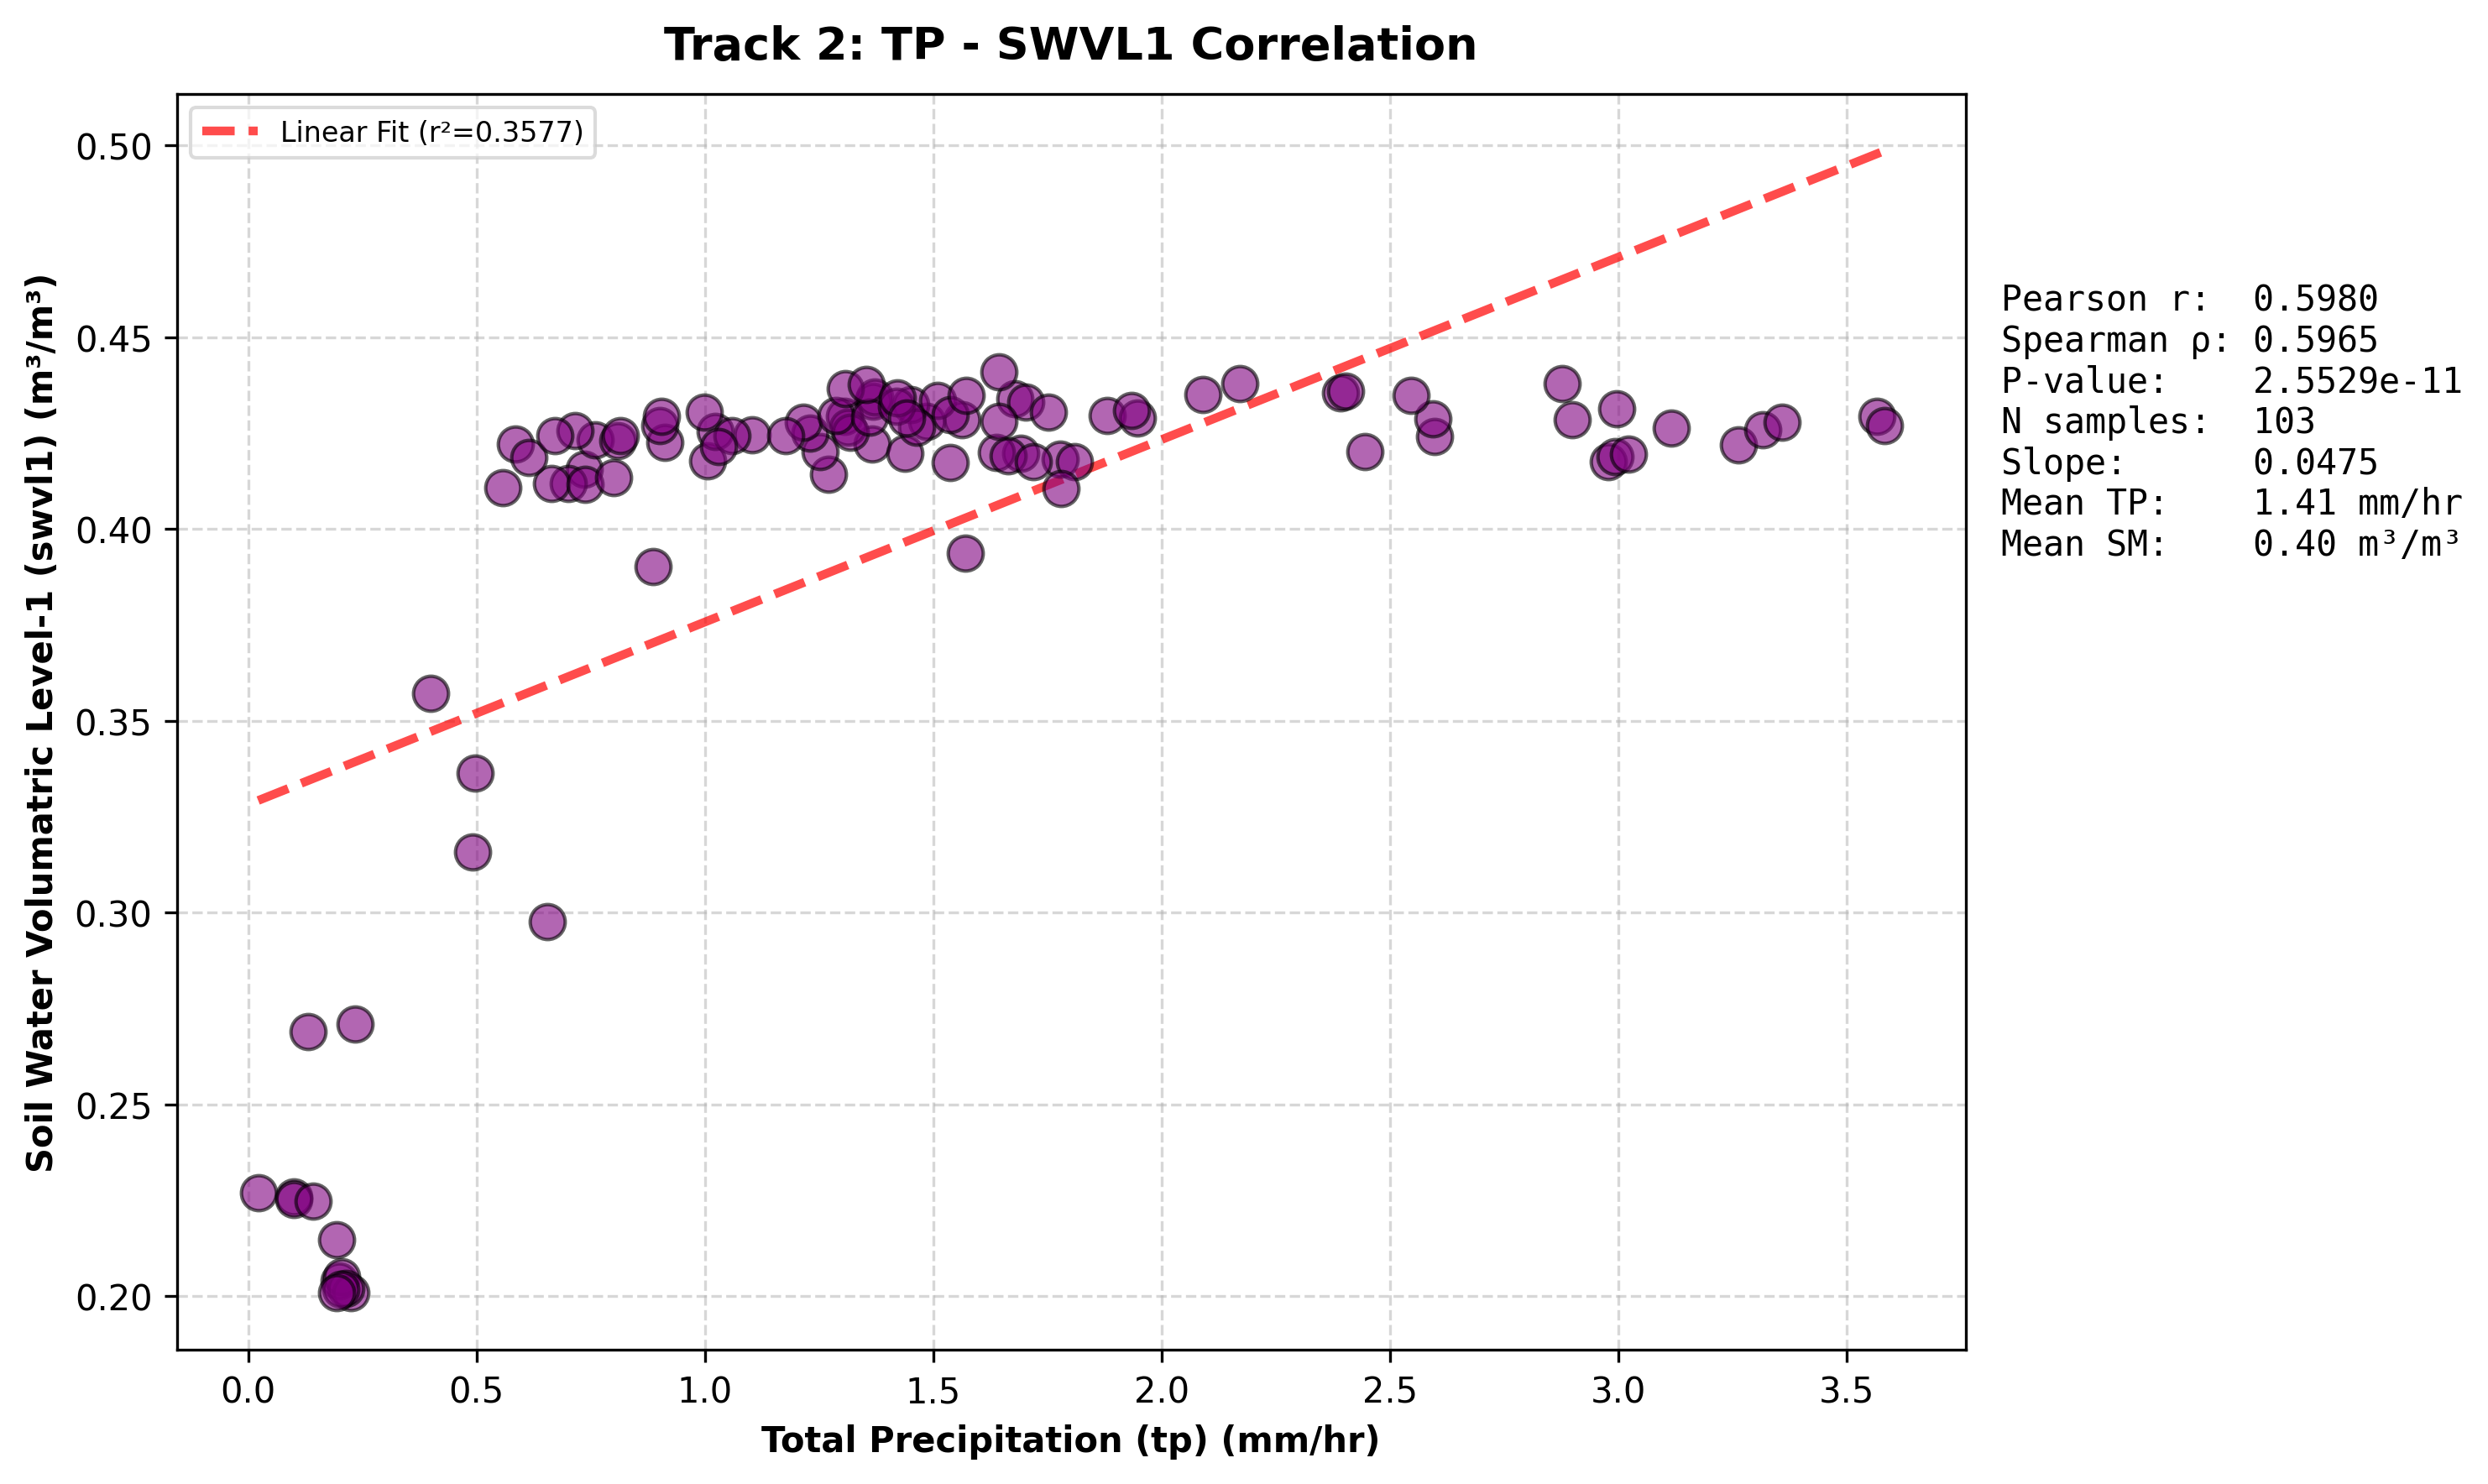 Track 2: TP - SWVL1 Correlation
Linear Fit (r²=0.3577)
0.50
0.45
0.40
0.35
0.30
0.25
0.20
Soil Water Volumatric Level-1 (swvl1) (m³/m³)
0.0 0.5 1.0 1.5 2.0 2.5 3.0 3.5
Total Precipitation (tp) (mm/hr)
Pearson r: 0.5980
Spearman ρ: 0.5965
P-value: 2.5529e-11
N samples: 103
Slope: 0.0475
Mean TP: 1.41 mm/hr
Mean SM: 0.40 m³/m³